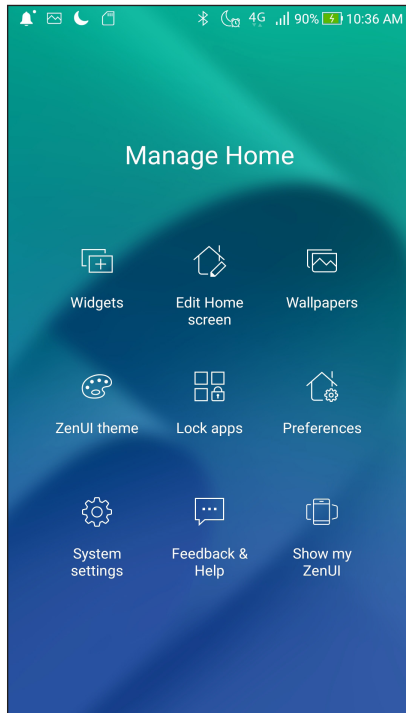 4G 90% 10:36 AM
Manage Home
Widgets
Edit Home
screen
Wallpapers
ZenUI theme
Lock apps
Preferences
System
settings
Feedback &
Help
Show my
ZenUI